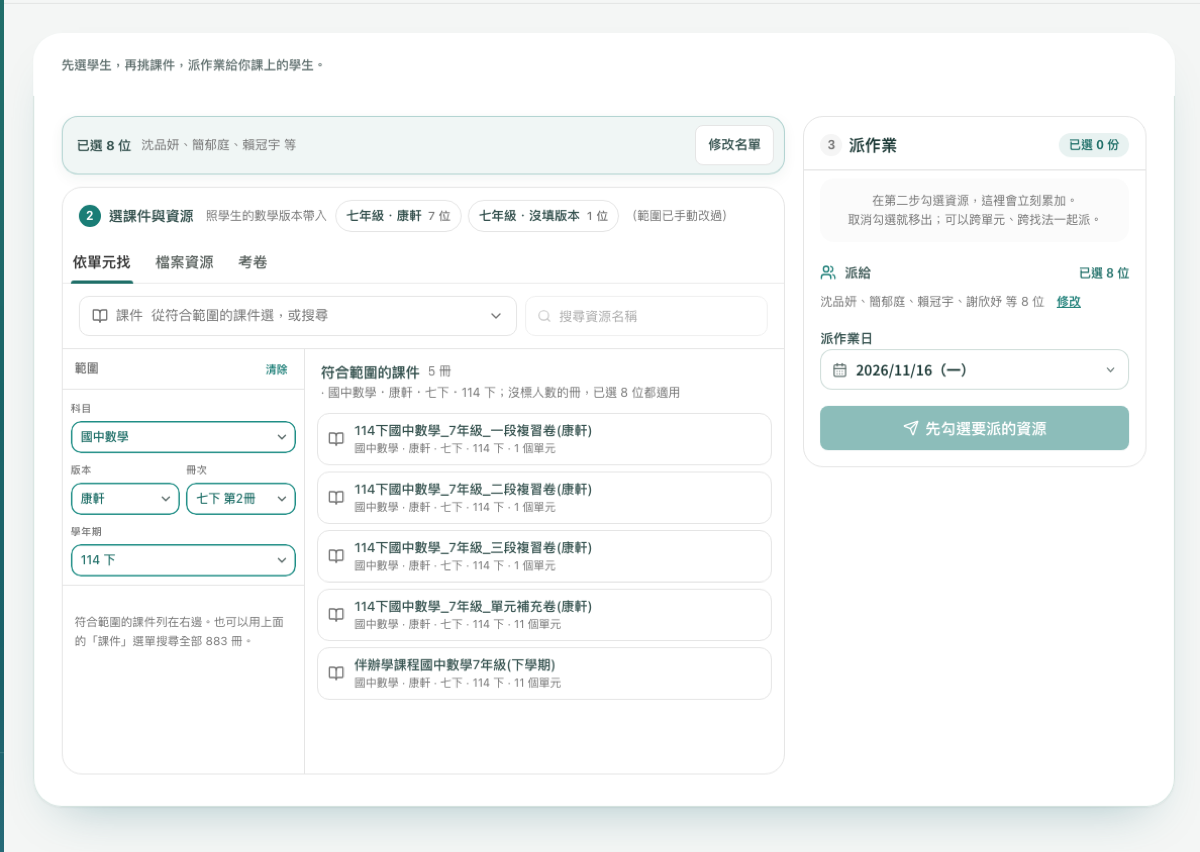 先選學生，再挑課件，派作業給你課上的學生。
已選 8 位 沈品妍、簡郁庭、賴冠宇 等
修改名單
2 選課件與資源 照學生的數學版本帶入 七年級 · 康軒 7 位 七年級 · 沒填版本 1 位 （範圍已手動改過）
依單元找 檔案資源 考卷
課件 從符合範圍的課件選，或搜尋
搜尋資源名稱
範圍 清除
科目
國中數學
版本 冊次
康軒 七下 第2冊
學年期
114 下
符合範圍的課件列在右邊。也可以用上面
的「課件」選單搜尋全部 883 冊。
符合範圍的課件 5 冊
· 國中數學 · 康軒 · 七下 · 114 下；沒標人數的冊，已選 8 位都適用
114下國中數學_7年級_一段複習卷(康軒)
國中數學 · 康軒 · 七下 · 114 下 · 1 個單元
114下國中數學_7年級_二段複習卷(康軒)
國中數學 · 康軒 · 七下 · 114 下 · 1 個單元
114下國中數學_7年級_三段複習卷(康軒)
國中數學 · 康軒 · 七下 · 114 下 · 1 個單元
114下國中數學_7年級_單元補充卷(康軒)
國中數學 · 康軒 · 七下 · 114 下 · 11 個單元
伴辦學課程國中數學7年級(下學期)
國中數學 · 康軒 · 七下 · 114 下 · 11 個單元
3 派作業 已選 0 份
在第二步勾選資源，這裡會立刻累加。
取消勾選就移出；可以跨單元、跨找法一起派。
派給 已選 8 位
沈品妍、簡郁庭、賴冠宇、謝欣妤 等 8 位 修改
派作業日
2026/11/16（一）
先勾選要派的資源